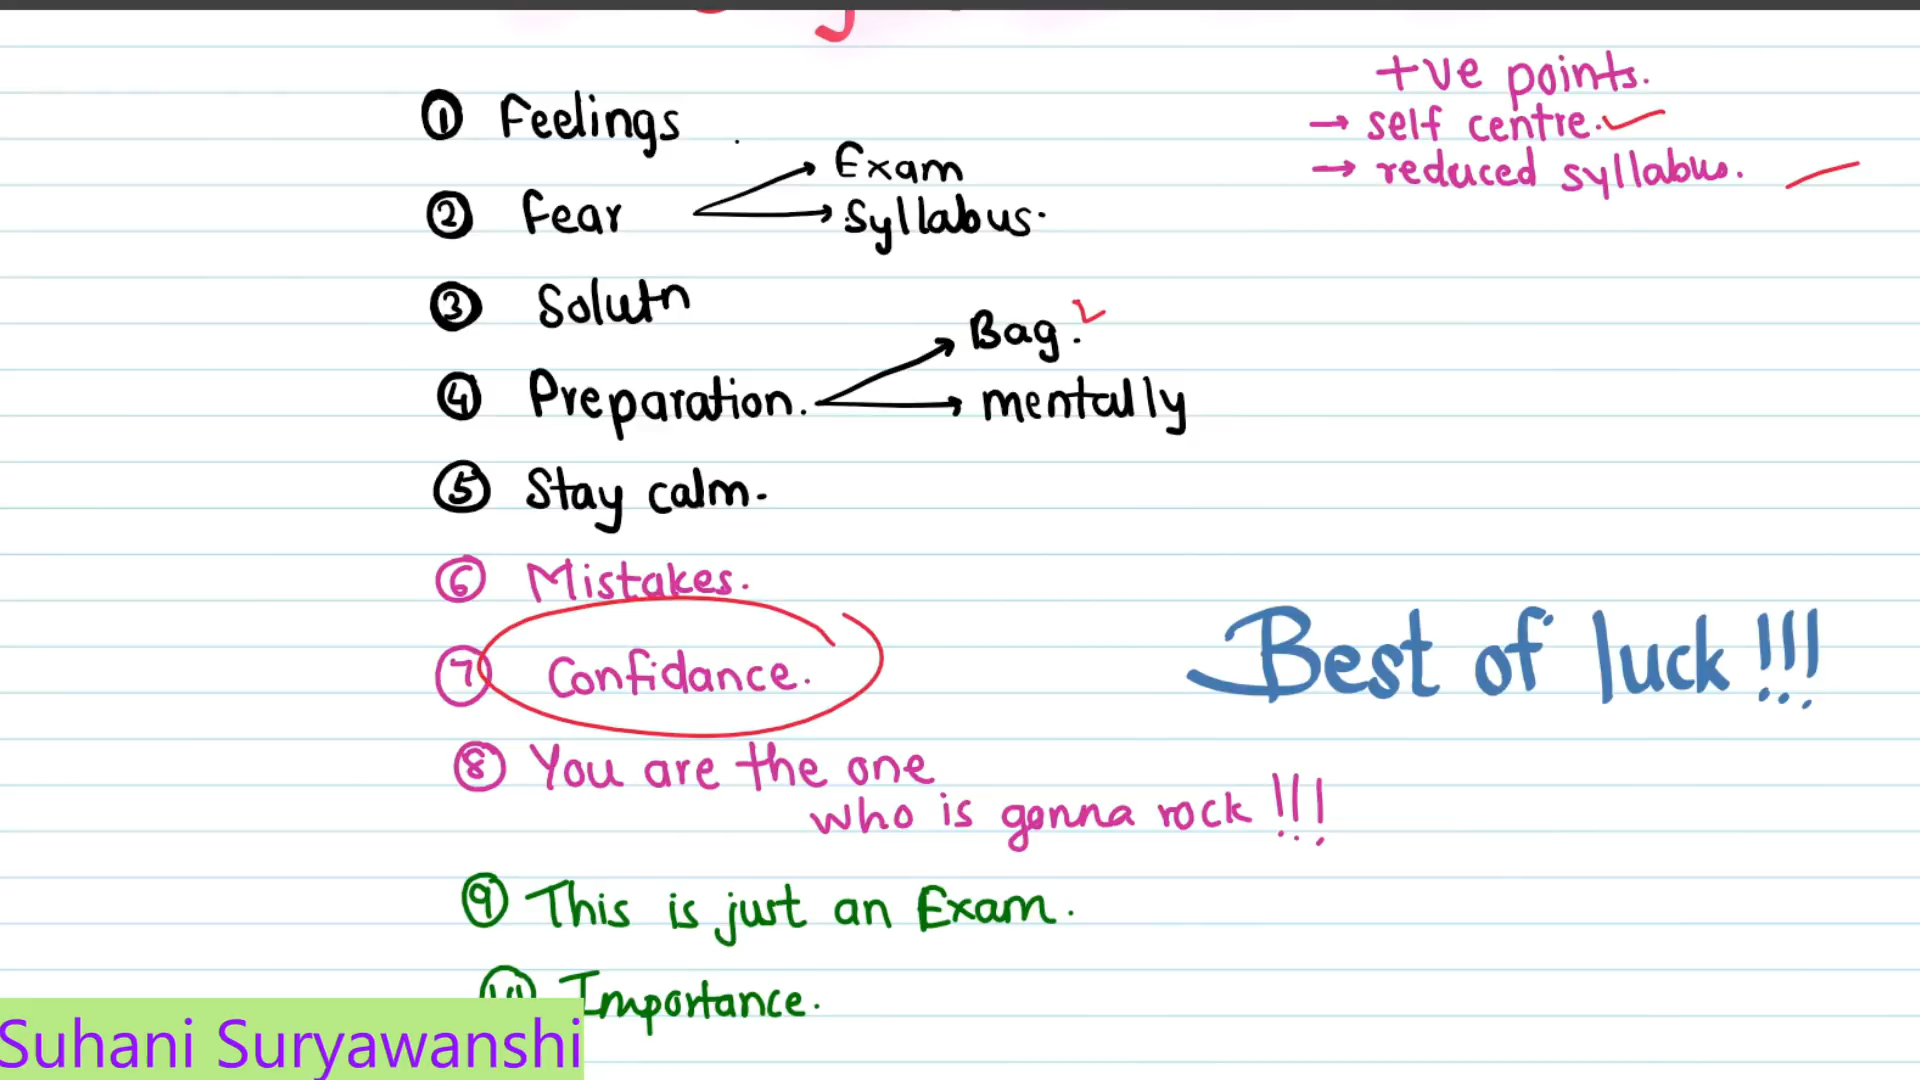 ① Feelings
② Fear → Exam
→ Syllabus.
③ Solutn
④ Preparation. → Bag.
→ mentally
⑤ Stay calm.
⑥ Mistakes.
⑦ Confidance.
⑧ You are the one
who is gonna rock !!!
⑨ This is just an Exam.
Importance.
+ve points.
→ self centre.
→ reduced syllabus.
Best of luck !!!
Suhani Suryawanshi